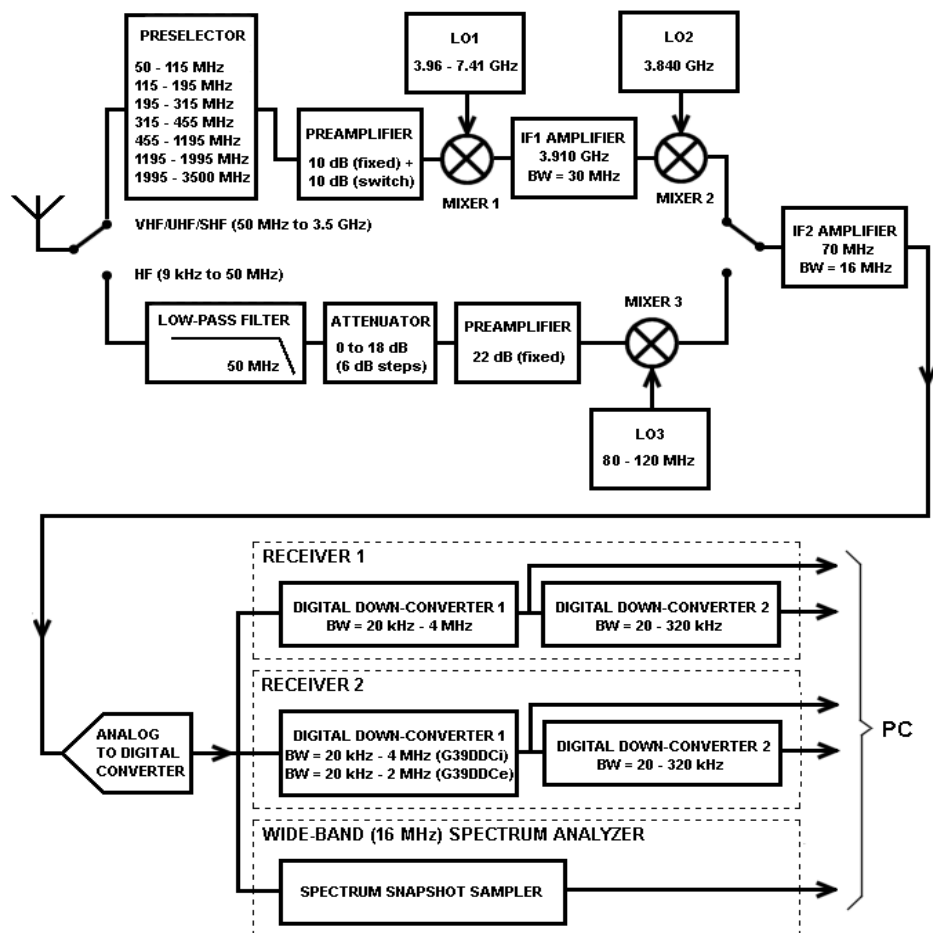 PRESELECTOR
50 - 115 MHz
115 - 195 MHz
195 - 315 MHz
315 - 455 MHz
455 - 1195 MHz
1195 - 1995 MHz
1995 - 3500 MHz
PREAMPLIFIER
10 dB (fixed) +
10 dB (switch)
LO1
3.96 - 7.41 GHz
MIXER 1
IF1 AMPLIFIER
3.910 GHz
BW = 30 MHz
LO2
3.840 GHz
MIXER 2
VHF/UHF/SHF (50 MHz to 3.5 GHz)
HF (9 kHz to 50 MHz)
IF2 AMPLIFIER
70 MHz
BW = 16 MHz
LOW-PASS FILTER
50 MHz
ATTENUATOR
0 to 18 dB
(6 dB steps)
PREAMPLIFIER
22 dB (fixed)
MIXER 3
LO3
80 - 120 MHz
RECEIVER 1
DIGITAL DOWN-CONVERTER 1
BW = 20 kHz - 4 MHz
DIGITAL DOWN-CONVERTER 2
BW = 20 - 320 kHz
RECEIVER 2
DIGITAL DOWN-CONVERTER 1
BW = 20 kHz - 4 MHz (G39DDCi)
BW = 20 kHz - 2 MHz (G39DDCe)
DIGITAL DOWN-CONVERTER 2
BW = 20 - 320 kHz
ANALOG
TO DIGITAL
CONVERTER
PC
WIDE-BAND (16 MHz) SPECTRUM ANALYZER
SPECTRUM SNAPSHOT SAMPLER